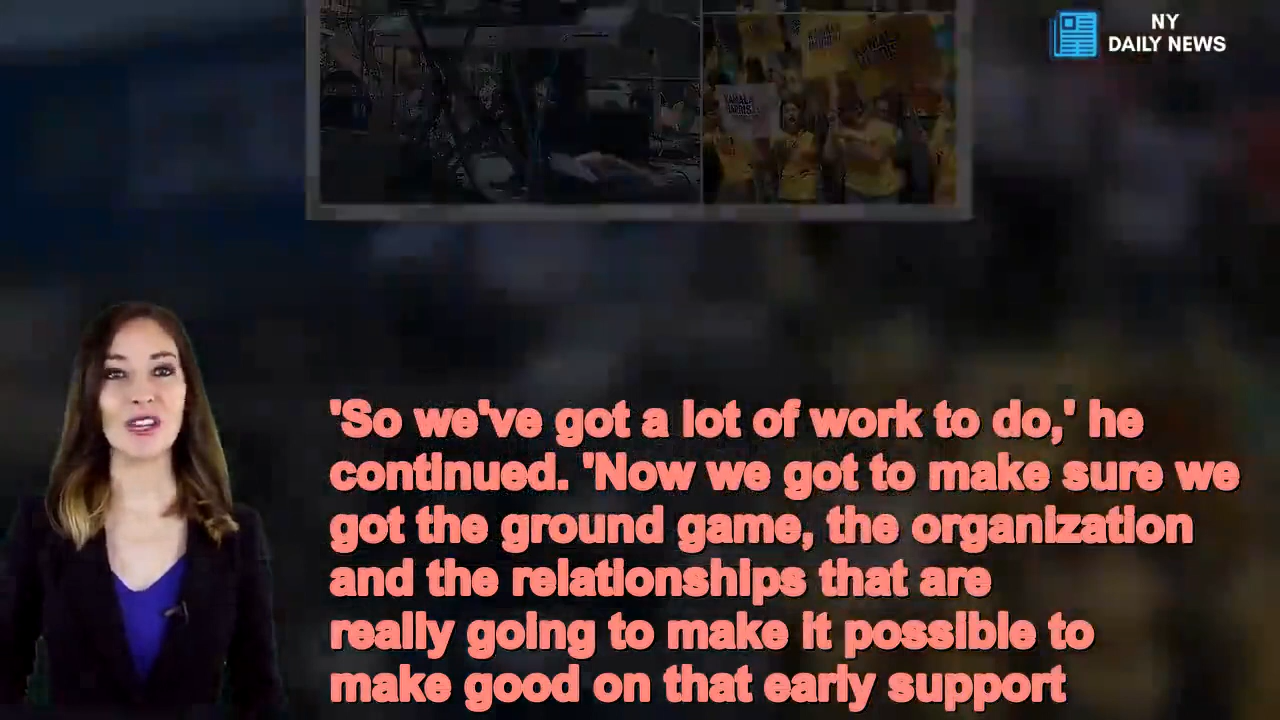 NY
DAILY NEWS
KAMALA
HARRIS
'So we've got a lot of work to do,' he
continued. 'Now we got to make sure we
got the ground game, the organization
and the relationships that are
really going to make it possible to
make good on that early support